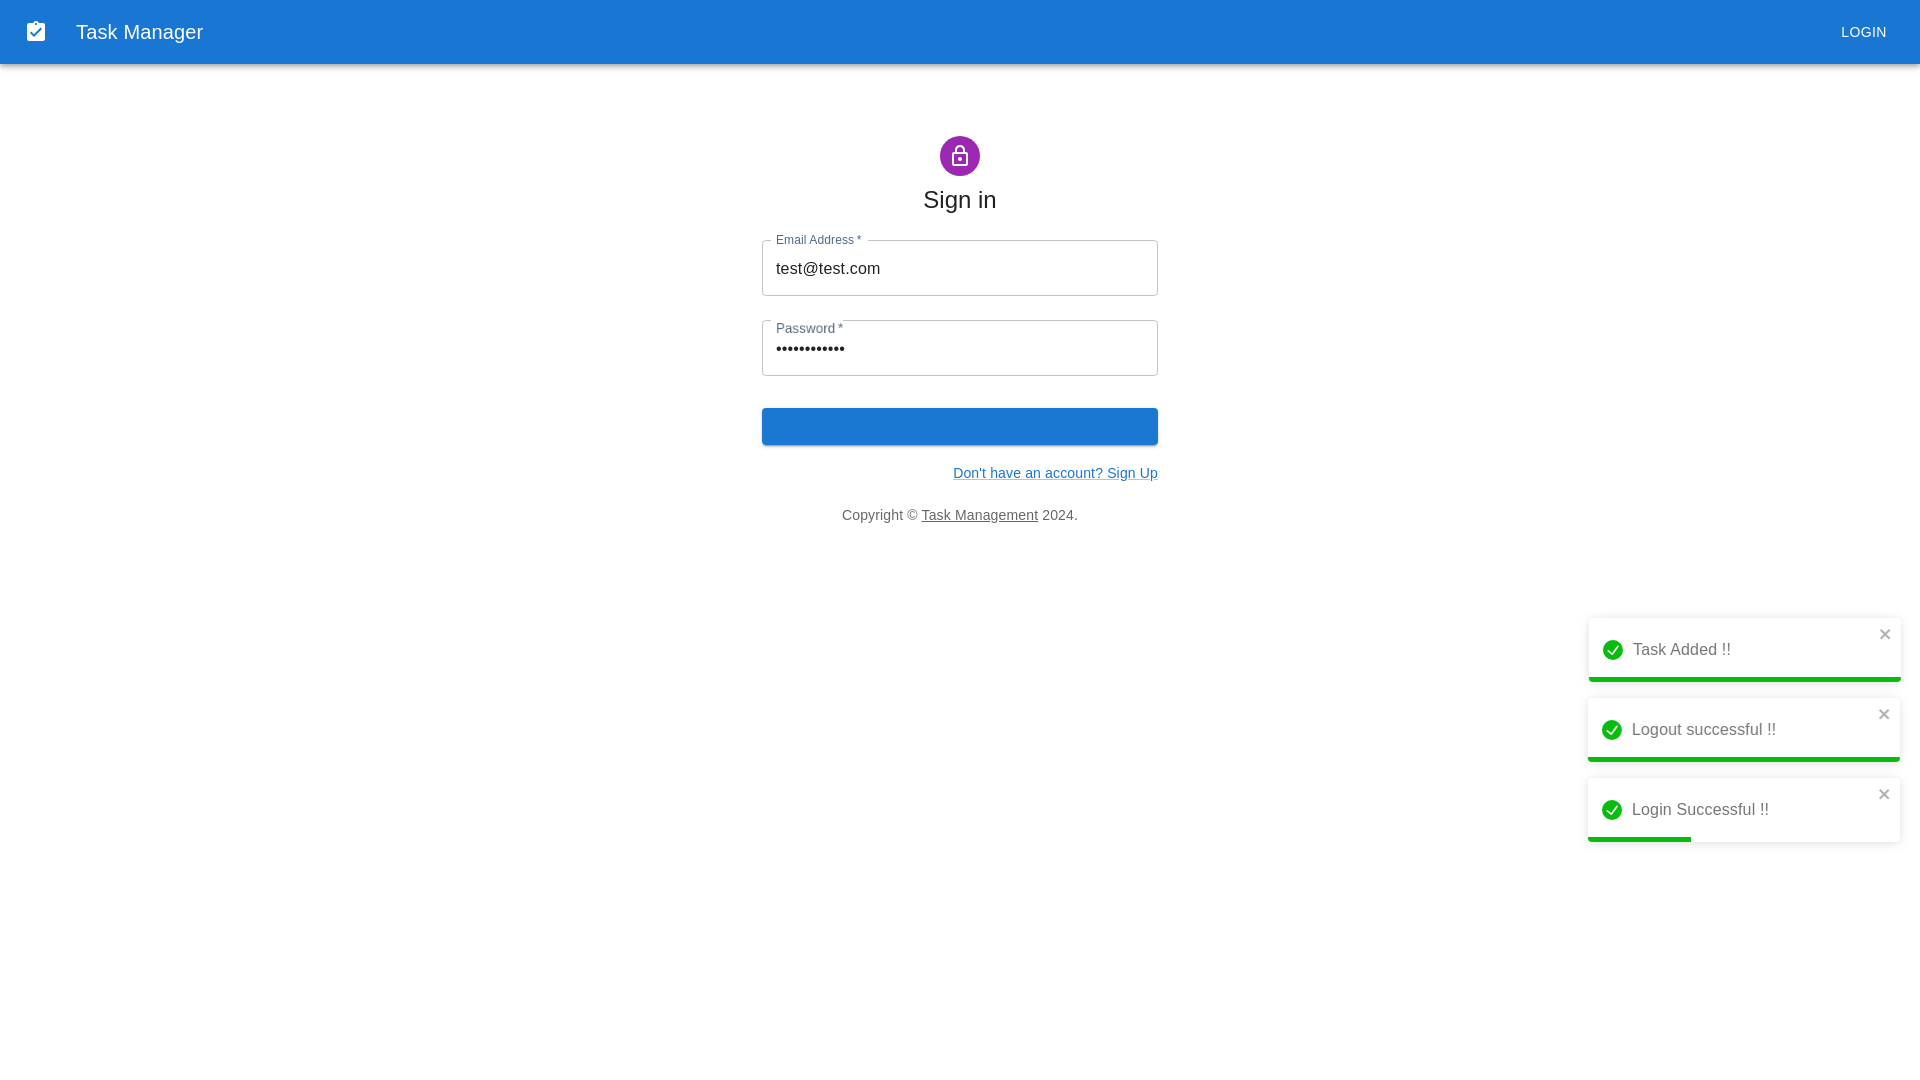 Task Manager
LOGIN
Sign in
Email Address *
test@test.com
Password *
••••••••••••
Don't have an account? Sign Up
Copyright © Task Management 2024.
Task Added !!
Logout successful !!
Login Successful !!